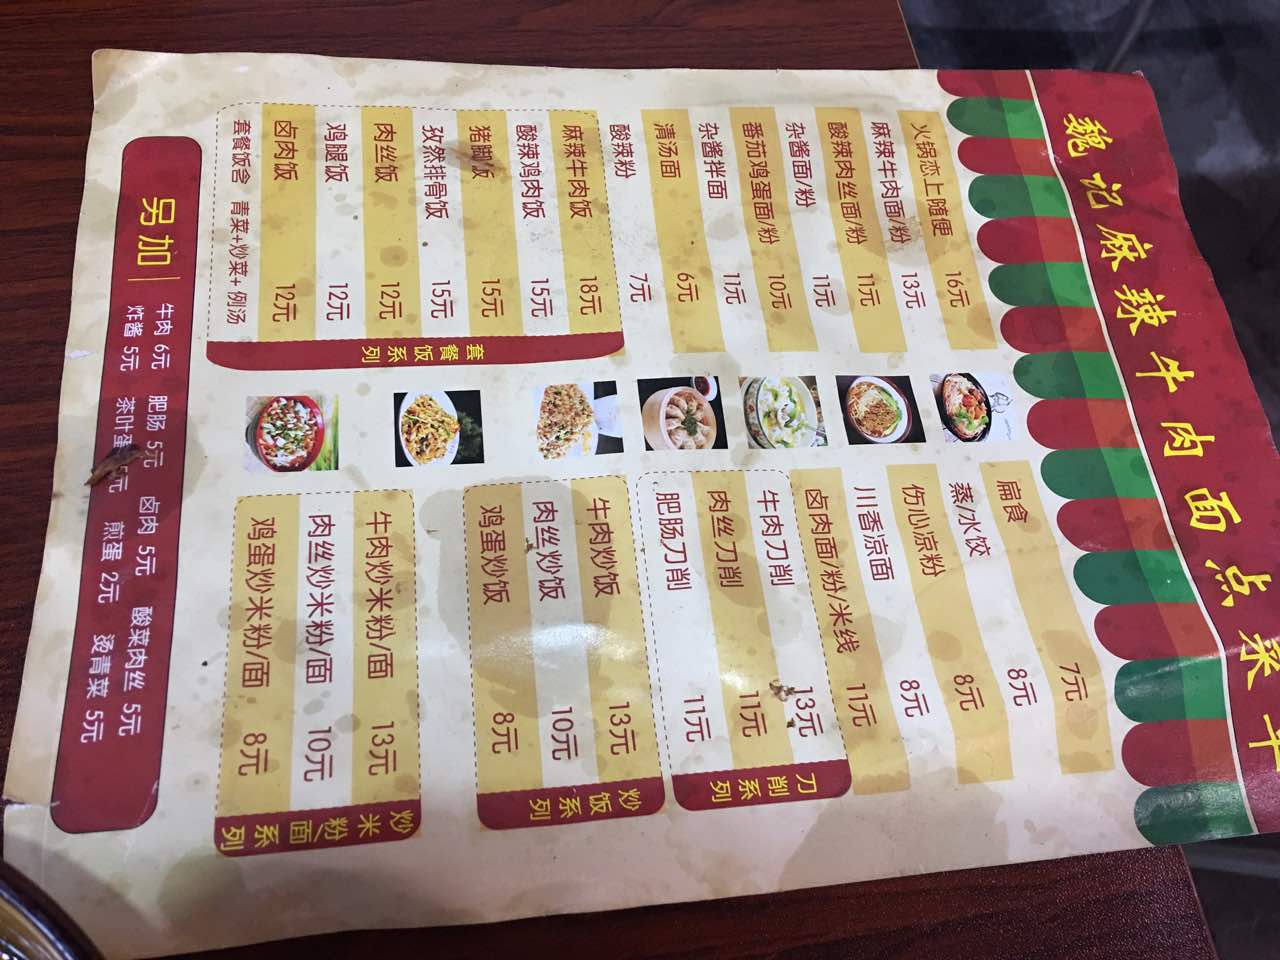 魏记麻辣牛肉面点菜单
火锅恋上随便 16元
麻辣牛肉面/粉 13元
酸辣肉丝面/粉 11元
杂酱面/粉 11元
番茄鸡蛋面/粉 10元
杂酱拌面 11元
清汤面 6元
酸辣粉 7元
套餐饭系列
麻辣牛肉饭 18元
酸辣鸡肉饭 15元
猪脚饭 15元
孜然排骨饭 15元
肉丝饭 12元
鸡腿饭 12元
卤肉饭 12元
套餐饭含 青菜+炒菜+例汤
扁食 7元
蒸/水饺 8元
伤心凉粉 8元
川香凉面 8元
卤肉面/粉/米线 11元
刀削系列
牛肉刀削 13元
肉丝刀削 11元
肥肠刀削 11元
炒饭系列
牛肉炒饭 13元
肉丝炒饭 10元
鸡蛋炒饭 8元
炒米粉/面系列
牛肉炒米粉/面 13元
肉丝炒米粉/面 10元
鸡蛋炒米粉/面 8元
另加
牛肉 6元 肥肠 5元 卤肉 5元 酸菜肉丝 5元
炸酱 5元 茶叶蛋 煎蛋 2元 烫青菜 5元